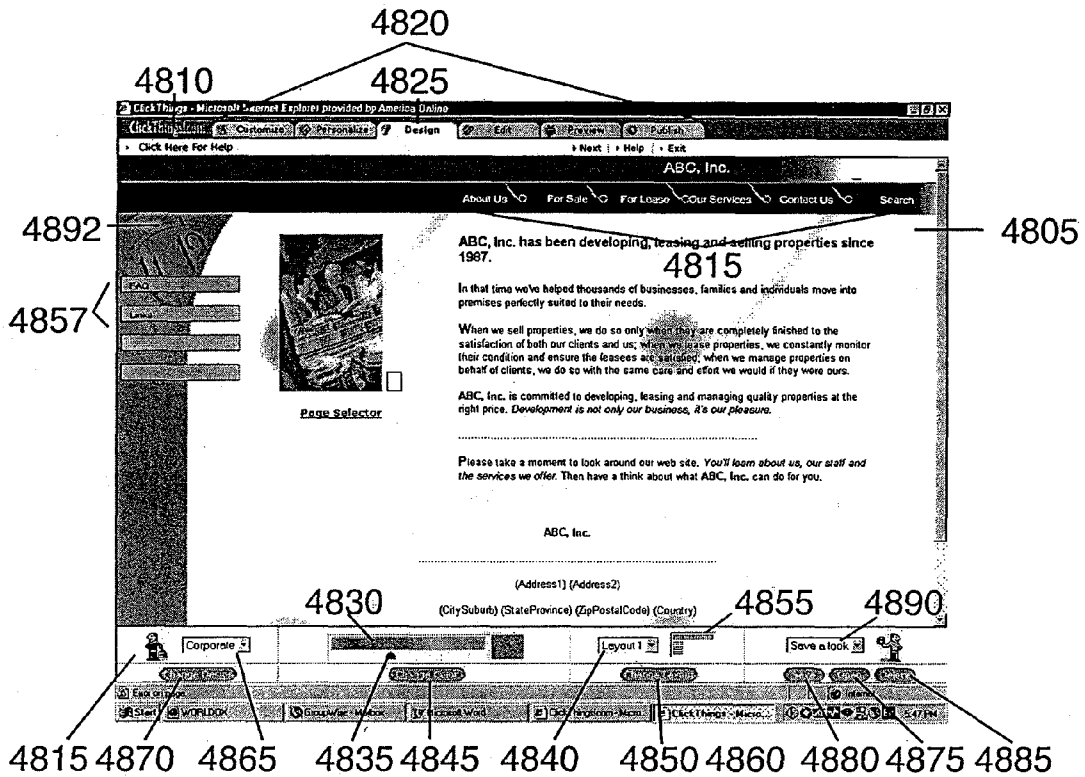 4820
4810 4825
ClickThings - Microsoft Internet Explorer provided by America Online
Customize Personalize Design Edit Preview Publish
Click Here For Help Next Help Exit
ABC, Inc.
About Us For Sale For Lease Our Services Contact Us Search
4892 4805
ABC, Inc. has been developing, leasing and selling properties since
1987.
4815
FAQ
In that time we've helped thousands of businesses, families and individuals move into
premises perfectly suited to their needs.
4857
Links
When we sell properties, we do so only when they are completely finished to the
satisfaction of both our clients and us; when we lease properties, we constantly monitor
their condition and ensure the leasees are satisfied; when we manage properties on
behalf of clients, we do so with the same care and effort we would if they were ours.
ABC, Inc. is committed to developing, leasing and managing quality properties at the
right price. Development is not only our business, it's our pleasure.
Page Selector
Please take a moment to look around our web site. You'll learn about us, our staff and
the services we offer. Then have a think about what ABC, Inc. can do for you.
ABC, Inc.
(Address1) (Address2)
(CitySuburb) (StateProvince) (ZipPostalCode) (Country)
4830 4855 4890
Corporate Layout 1 Save a look
Start WORLDOX Microsoft Word ClickThings - Micros... 5:47 PM
4815 4870 4865 4835 4845 4840 4850 4860 4880 4875 4885